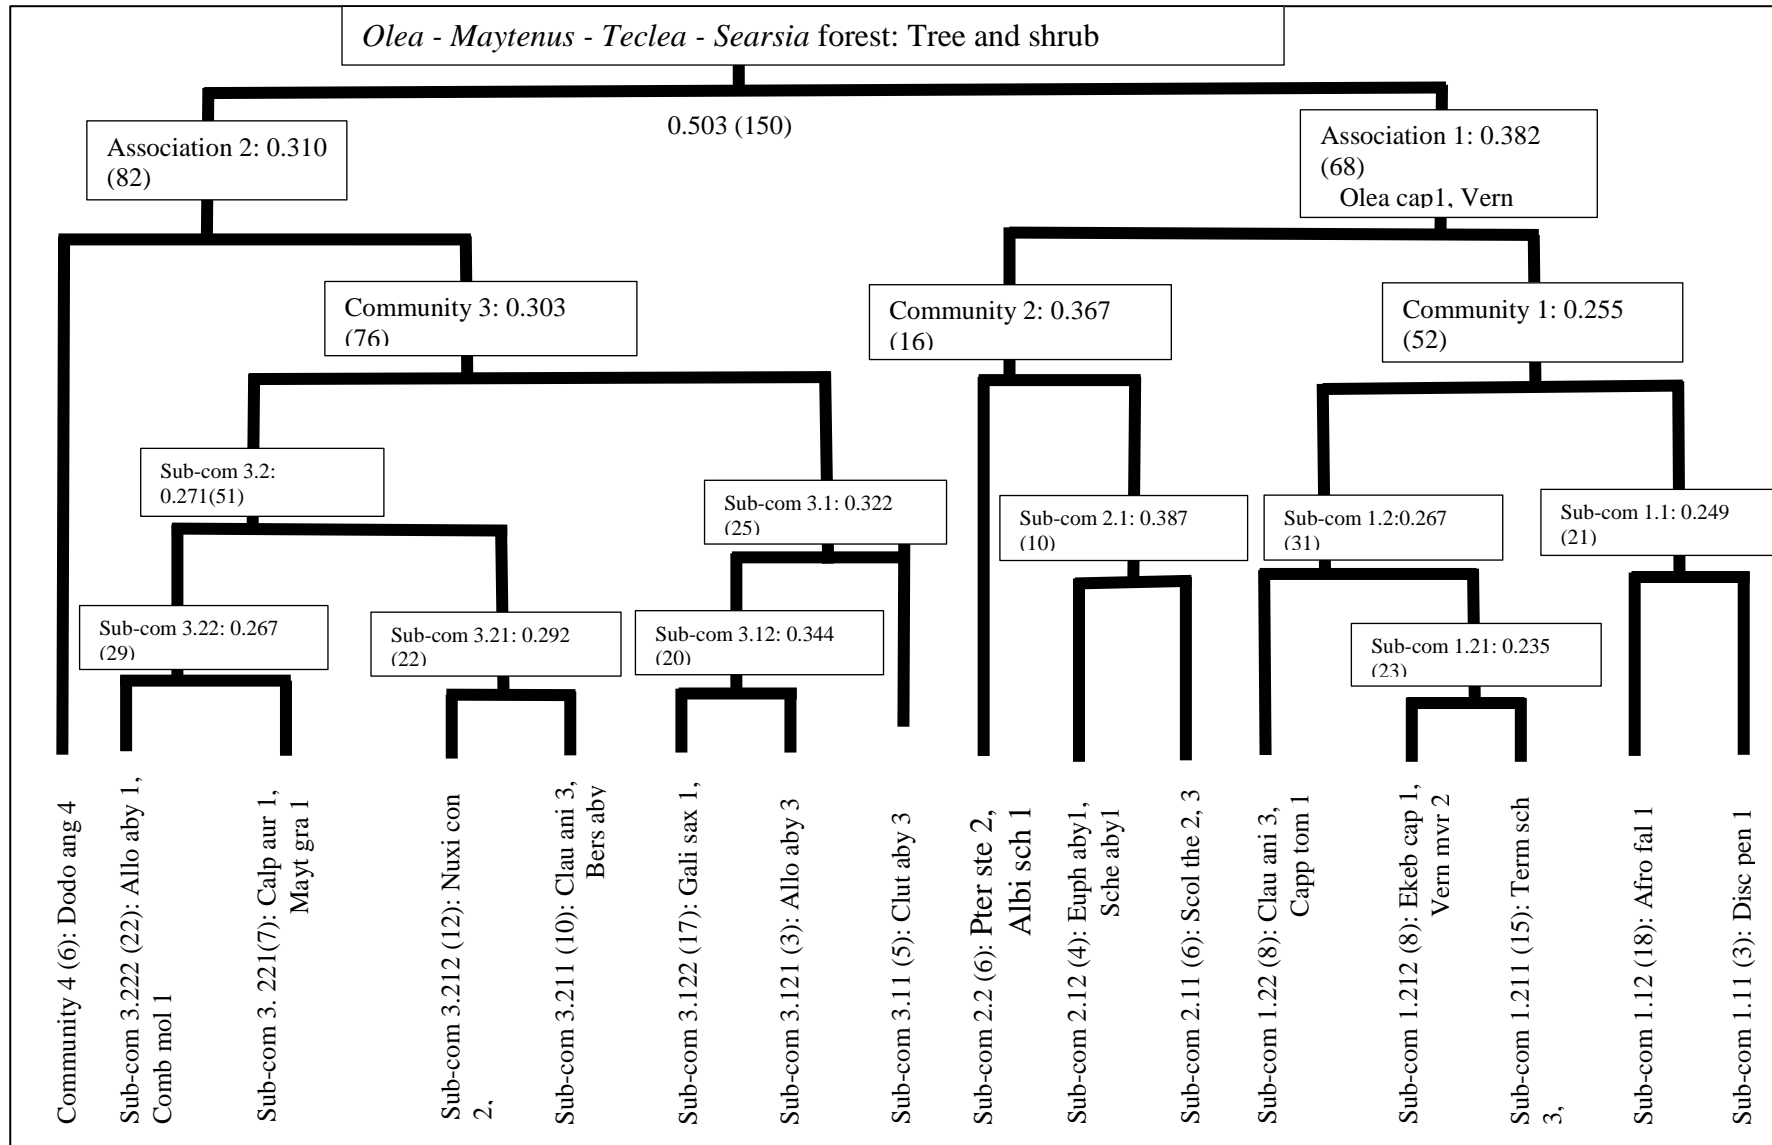 Olea - Maytenus - Teclea - Searsia forest: Tree and shrub
0.503 (150)
Association 2: 0.310
(82)
Association 1: 0.382
(68)
Olea cap1, Vern
Community 3: 0.303
(76)
Community 2: 0.367
(16)
Community 1: 0.255
(52)
Sub-com 3.2:
0.271(51)
Sub-com 3.1: 0.322
(25)
Sub-com 2.1: 0.387
(10)
Sub-com 1.2:0.267
(31)
Sub-com 1.1: 0.249
(21)
Sub-com 3.22: 0.267
(29)
Sub-com 3.21: 0.292
(22)
Sub-com 3.12: 0.344
(20)
Sub-com 1.21: 0.235
(23)
Community 4 (6): Dodo ang 4
Sub-com 3.222 (22): Allo aby 1,
Comb mol 1
Sub-com 3. 221(7): Calp aur 1,
Mayt gra 1
Sub-com 3.212 (12): Nuxi con
2,
Sub-com 3.211 (10): Clau ani 3,
Bers aby
Sub-com 3.122 (17): Gali sax 1,
Sub-com 3.121 (3): Allo aby 3
Sub-com 3.11 (5): Clut aby 3
Sub-com 2.2 (6): Pter ste 2,
Albi sch 1
Sub-com 2.12 (4): Euph aby1,
Sche aby1
Sub-com 2.11 (6): Scol the 2, 3
Sub-com 1.22 (8): Clau ani 3,
Capp tom 1
Sub-com 1.212 (8): Ekeb cap 1,
Vern mvr 2
Sub-com 1.211 (15): Term sch
3,
Sub-com 1.12 (18): Afro fal 1
Sub-com 1.11 (3): Disc pen 1